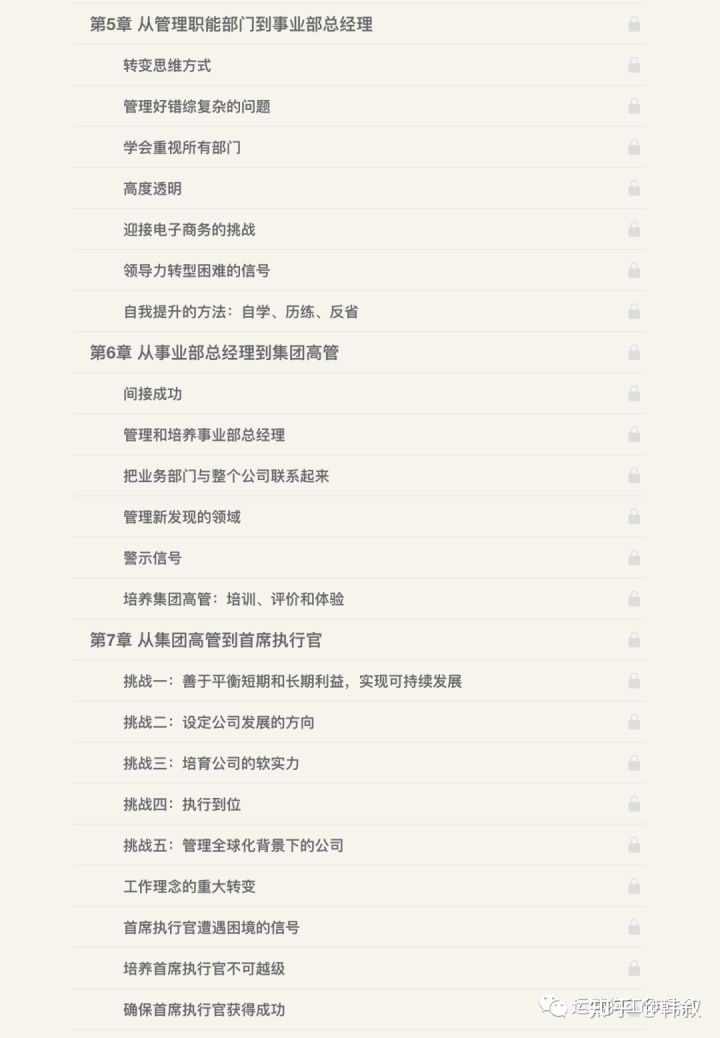 第5章 从管理职能部门到事业部总经理
转变思维方式
管理好错综复杂的问题
学会重视所有部门
高度透明
迎接电子商务的挑战
领导力转型困难的信号
自我提升的方法：自学、历练、反省
第6章 从事业部总经理到集团高管
间接成功
管理和培养事业部总经理
把业务部门与整个公司联系起来
管理新发现的领域
警示信号
培养集团高管：培训、评价和体验
第7章 从集团高管到首席执行官
挑战一：善于平衡短期和长期利益，实现可持续发展
挑战二：设定公司发展的方向
挑战三：培育公司的软实力
挑战四：执行到位
挑战五：管理全球化背景下的公司
工作理念的重大转变
首席执行官遭遇困境的信号
培养首席执行官不可越级
确保首席执行官获得成功
知乎 @韩叙